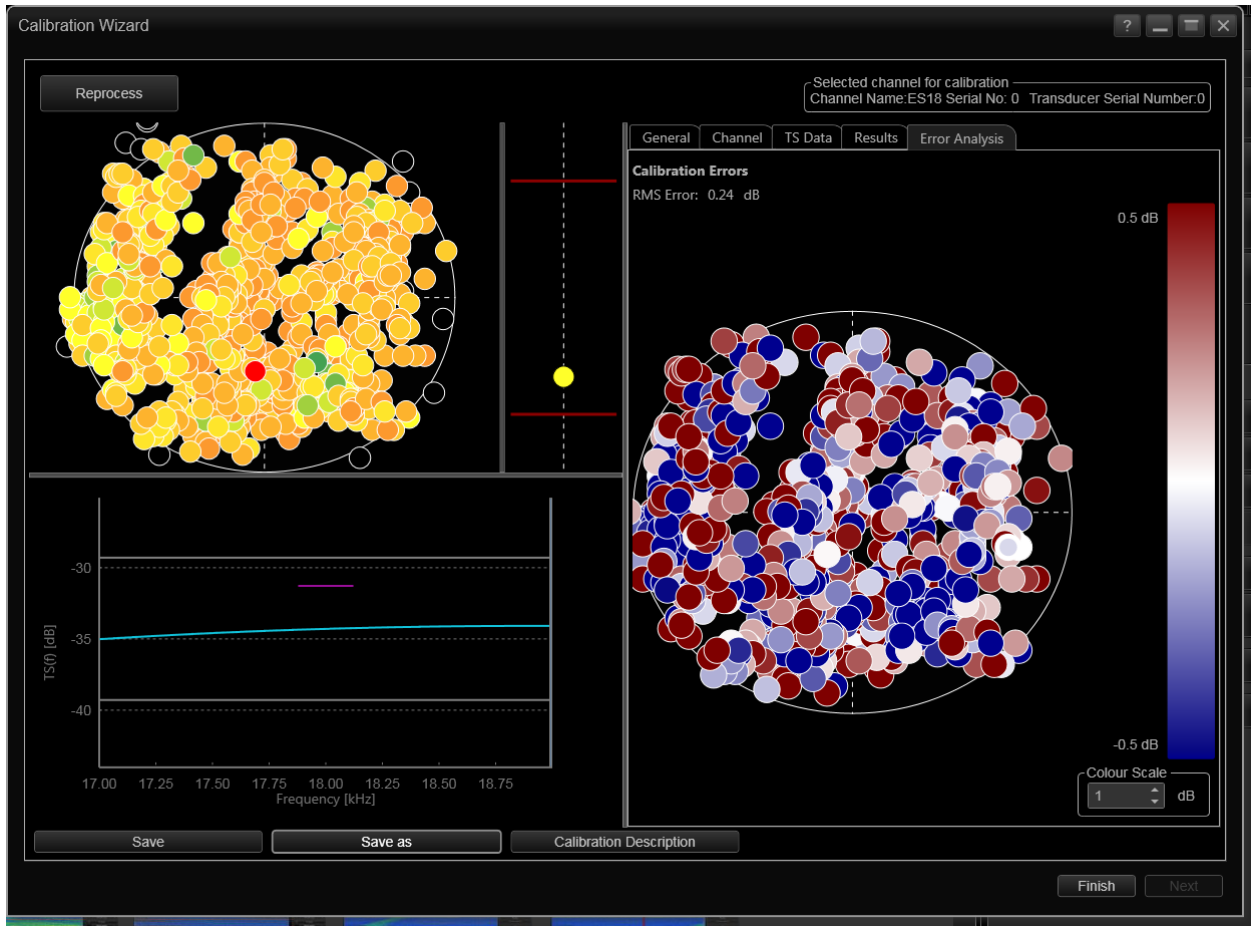 Calibration Wizard
?
Reprocess
Selected channel for calibration
Channel Name:ES18 Serial No: 0 Transducer Serial Number:0
General Channel TS Data Results Error Analysis
Calibration Errors
RMS Error: 0.24 dB
0.5 dB
-0.5 dB
Colour Scale
1 dB
-30
-35
-40
TS(f) [dB]
17.00 17.25 17.50 17.75 18.00 18.25 18.50 18.75
Frequency [kHz]
Save Save as Calibration Description
Finish Next